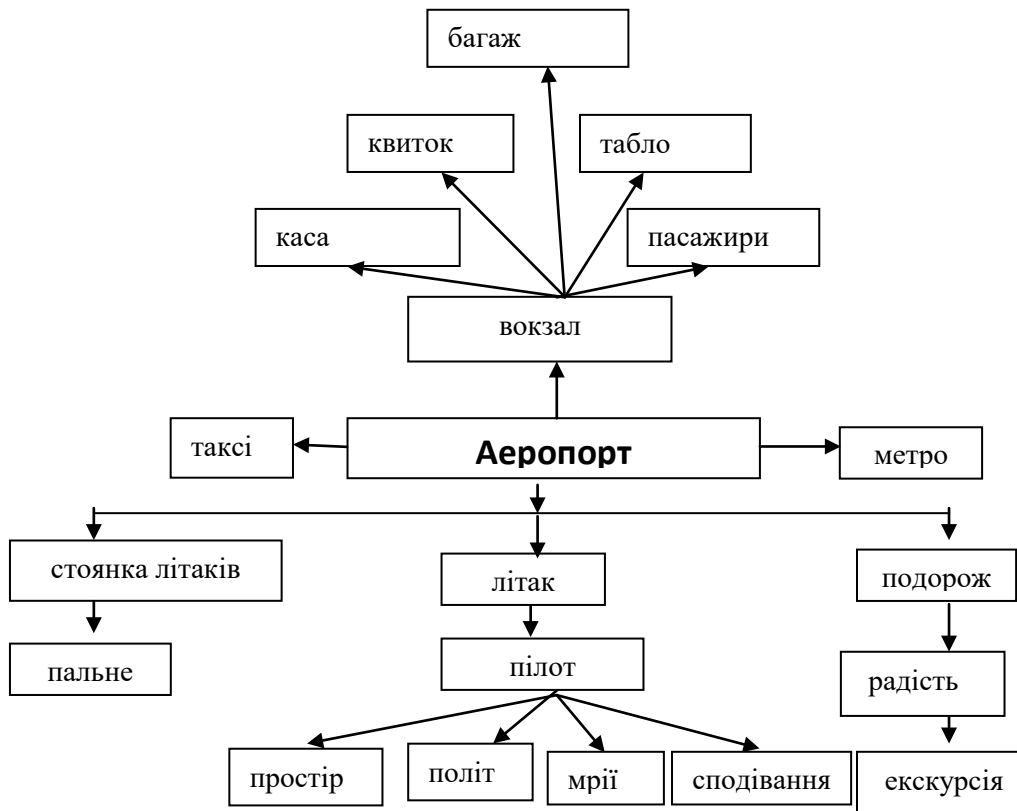 багаж
квиток
табло
каса
пасажири
вокзал
таксі
Аеропорт
метро
стоянка літаків
літак
подорож
пальне
пілот
радість
простір
політ
мрії
сподівання
екскурсія